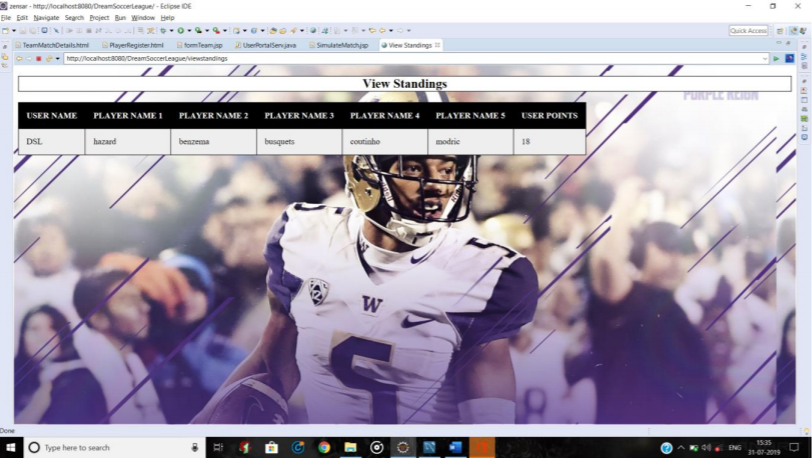 zensar - http://localhost:8080/DreamSoccerLeague/ - Eclipse IDE
File Edit Navigate Search Project Run Window Help
Quick Access
TeamMatchDetails.html PlayerRegister.html formTeam.jsp UserPortalServ.java SimulateMatch.jsp View Standings
http://localhost:8080/DreamSoccerLeague/viewstandings
View Standings
PURPLE REIGN
USER NAME PLAYER NAME 1 PLAYER NAME 2 PLAYER NAME 3 PLAYER NAME 4 PLAYER NAME 5 USER POINTS
DSL hazard benzema busquets coutinho modric 18
5
W
5
Done
Type here to search
ENG
15:35
31-07-2019